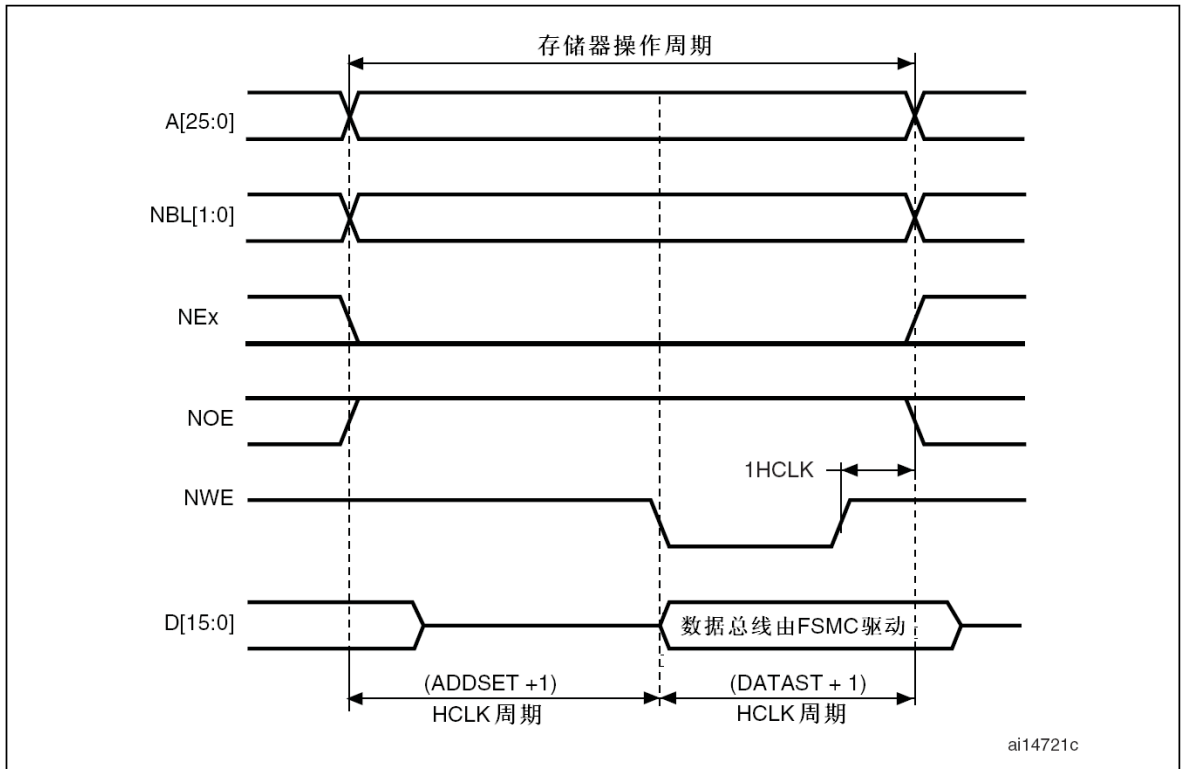 存储器操作周期
A[25:0]
NBL[1:0]
NEx
NOE
1HCLK
NWE
D[15:0]
数据总线由FSMC驱动
(ADDSET +1)
HCLK 周期
(DATAST + 1)
HCLK 周期
ai14721c